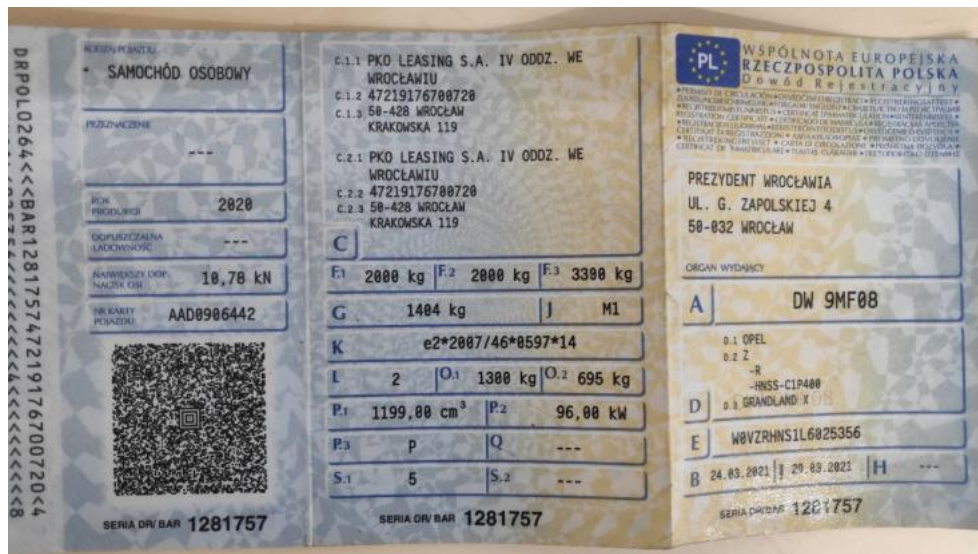 RODZAJ POJAZDU
- SAMOCHÓD OSOBOWY
PRZEZNACZENIE
---
ROK PRODUKCJI 2020
DOPUSZCZALNA ŁADOWNOŚĆ ---
NAJWIĘKSZY DOP. NACISK OSI 10,78 kN
NR KARTY POJAZDU AAD0906442
SERIA DR/ BAR 1281757
C.1.1 PKO LEASING S.A. IV ODDZ. WE
WROCŁAWIU
C.1.2 47219176700720
C.1.3 50-428 WROCŁAW
KRAKOWSKA 119
C.2.1 PKO LEASING S.A. IV ODDZ. WE
WROCŁAWIU
C.2.2 47219176700720
C.2.3 50-428 WROCŁAW
KRAKOWSKA 119
C
F.1 2000 kg F.2 2000 kg F.3 3300 kg
G 1404 kg J M1
K e2*2007/46*0597*14
L 2 O.1 1300 kg O.2 695 kg
P.1 1199,00 cm³ P.2 96,00 kW
P.3 P Q ---
S.1 5 S.2 ---
SERIA DR/ BAR 1281757
PL
WSPÓLNOTA EUROPEJSKA
RZECZPOSPOLITA POLSKA
Dowód Rejestracyjny
PREZYDENT WROCŁAWIA
UL. G. ZAPOLSKIEJ 4
50-032 WROCŁAW
ORGAN WYDAJĄCY
A DW 9MF08
D.1 OPEL
D.2 Z
-R
-HNSS-C1P400
D D.3 GRANDLAND X
E W0VZRHNS1L6025356
B 24.03.2021 I 29.03.2021 H ---
SERIA DR/BAR 1281757